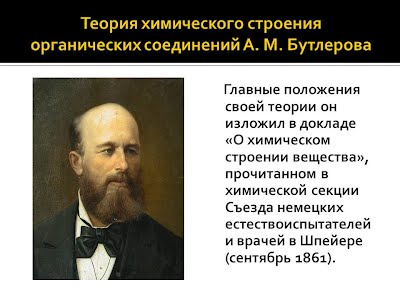 Теория химического строения
органических соединений А. М. Бутлерова
Главные положения
своей теории он
изложил в докладе
«О химическом
строении вещества»,
прочитанном в
химической секции
Съезда немецких
естествоиспытателей
и врачей в Шпейере
(сентябрь 1861).